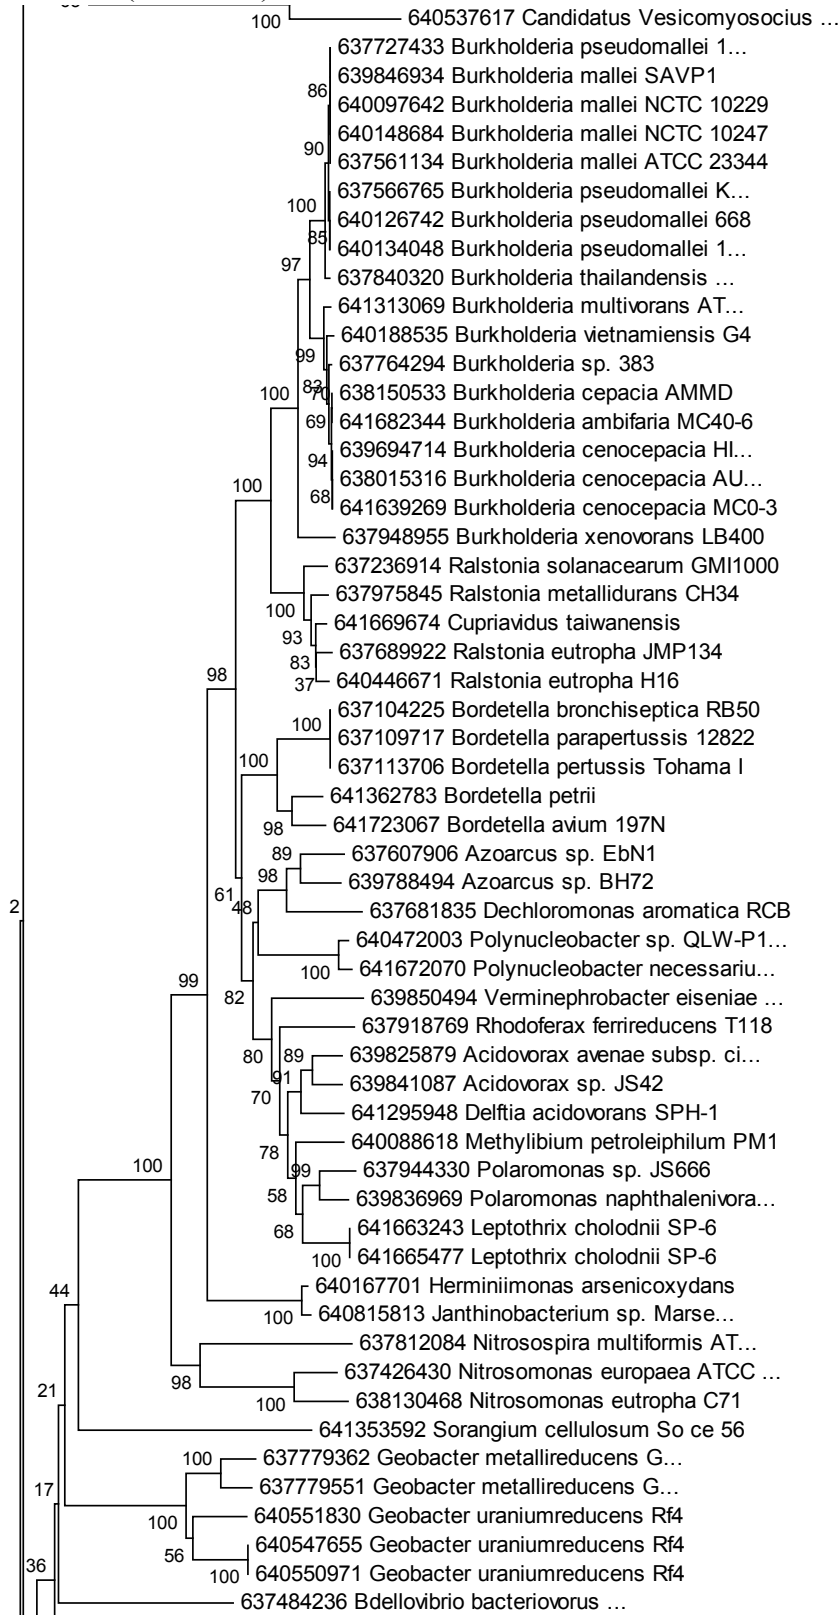 100
640537617 Candidatus Vesicomyosocius ...
637727433 Burkholderia pseudomallei 1...
639846934 Burkholderia mallei SAVP1
86
640097642 Burkholderia mallei NCTC 10229
640148684 Burkholderia mallei NCTC 10247
90
637561134 Burkholderia mallei ATCC 23344
637566765 Burkholderia pseudomallei K...
100
640126742 Burkholderia pseudomallei 668
85
640134048 Burkholderia pseudomallei 1...
97
637840320 Burkholderia thailandensis ...
641313069 Burkholderia multivorans AT...
640188535 Burkholderia vietnamiensis G4
99
637764294 Burkholderia sp. 383
83
70
638150533 Burkholderia cepacia AMMD
100
69
641682344 Burkholderia ambifaria MC40-6
639694714 Burkholderia cenocepacia HI...
94
638015316 Burkholderia cenocepacia AU...
100
68
641639269 Burkholderia cenocepacia MC0-3
637948955 Burkholderia xenovorans LB400
637236914 Ralstonia solanacearum GMI1000
637975845 Ralstonia metallidurans CH34
100
641669674 Cupriavidus taiwanensis
93
637689922 Ralstonia eutropha JMP134
83
98
37
640446671 Ralstonia eutropha H16
637104225 Bordetella bronchiseptica RB50
100
637109717 Bordetella parapertussis 12822
100
637113706 Bordetella pertussis Tohama I
641362783 Bordetella petrii
98
641723067 Bordetella avium 197N
89
637607906 Azoarcus sp. EbN1
98
639788494 Azoarcus sp. BH72
61
48
2
637681835 Dechloromonas aromatica RCB
640472003 Polynucleobacter sp. QLW-P1...
100
641672070 Polynucleobacter necessariu...
99
82
639850494 Verminephrobacter eiseniae ...
637918769 Rhodoferax ferrireducens T118
80
89
639825879 Acidovorax avenae subsp. ci...
91
70
639841087 Acidovorax sp. JS42
641295948 Delftia acidovorans SPH-1
78
640088618 Methylibium petroleiphilum PM1
100
99
637944330 Polaromonas sp. JS666
58
639836969 Polaromonas naphthalenivora...
68
641663243 Leptothrix cholodnii SP-6
100
641665477 Leptothrix cholodnii SP-6
44
640167701 Herminiimonas arsenicoxydans
100
640815813 Janthinobacterium sp. Marse...
637812084 Nitrosospira multiformis AT...
98
637426430 Nitrosomonas europaea ATCC ...
21
100
638130468 Nitrosomonas eutropha C71
641353592 Sorangium cellulosum So ce 56
100
637779362 Geobacter metallireducens G...
17
637779551 Geobacter metallireducens G...
100
640551830 Geobacter uraniumreducens Rf4
56
640547655 Geobacter uraniumreducens Rf4
36
100
640550971 Geobacter uraniumreducens Rf4
637484236 Bdellovibrio bacteriovorus ...